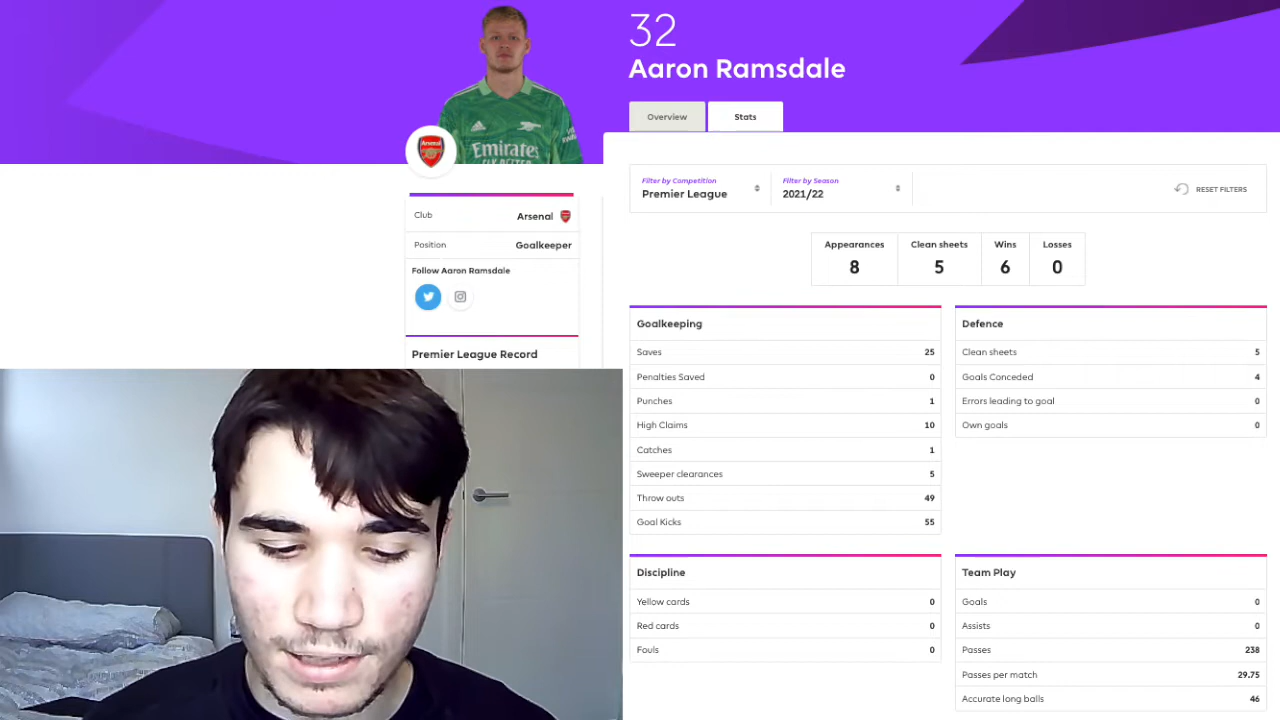 32
Aaron Ramsdale
Overview
Stats
Arsenal
Emirates
Club
Arsenal
Position
Goalkeeper
Follow Aaron Ramsdale
Premier League Record
Filter by Competition
Premier League
Filter by Season
2021/22
RESET FILTERS
Appearances
8
Clean sheets
5
Wins
6
Losses
0
Goalkeeping
Saves 25
Penalties Saved 0
Punches 1
High Claims 10
Catches 1
Sweeper clearances 5
Throw outs 49
Goal Kicks 55
Defence
Clean sheets 5
Goals Conceded 4
Errors leading to goal 0
Own goals 0
Discipline
Yellow cards 0
Red cards 0
Fouls 0
Team Play
Goals 0
Assists 0
Passes 238
Passes per match 29.75
Accurate long balls 46